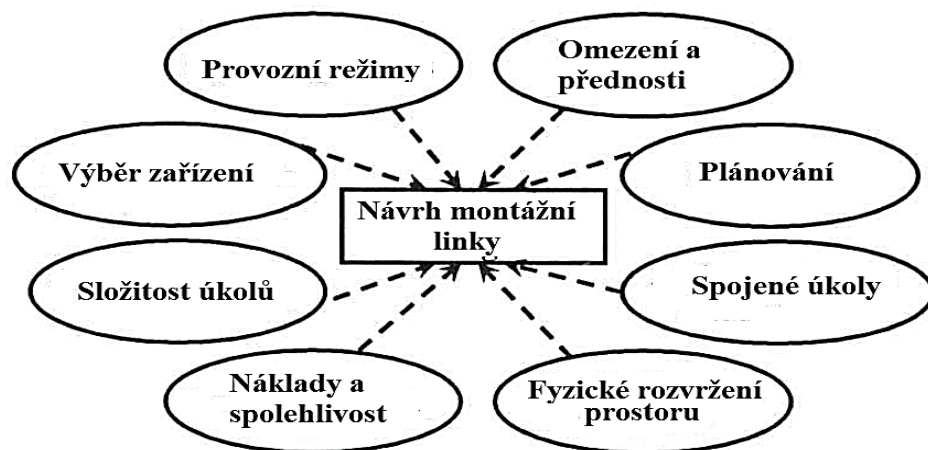 Provozní režimy
Omezení a
přednosti
Výběr zařízení
Plánování
Návrh montážní
linky
Složitost úkolů
Spojené úkoly
Náklady a
spolehlivost
Fyzické rozvržení
prostoru